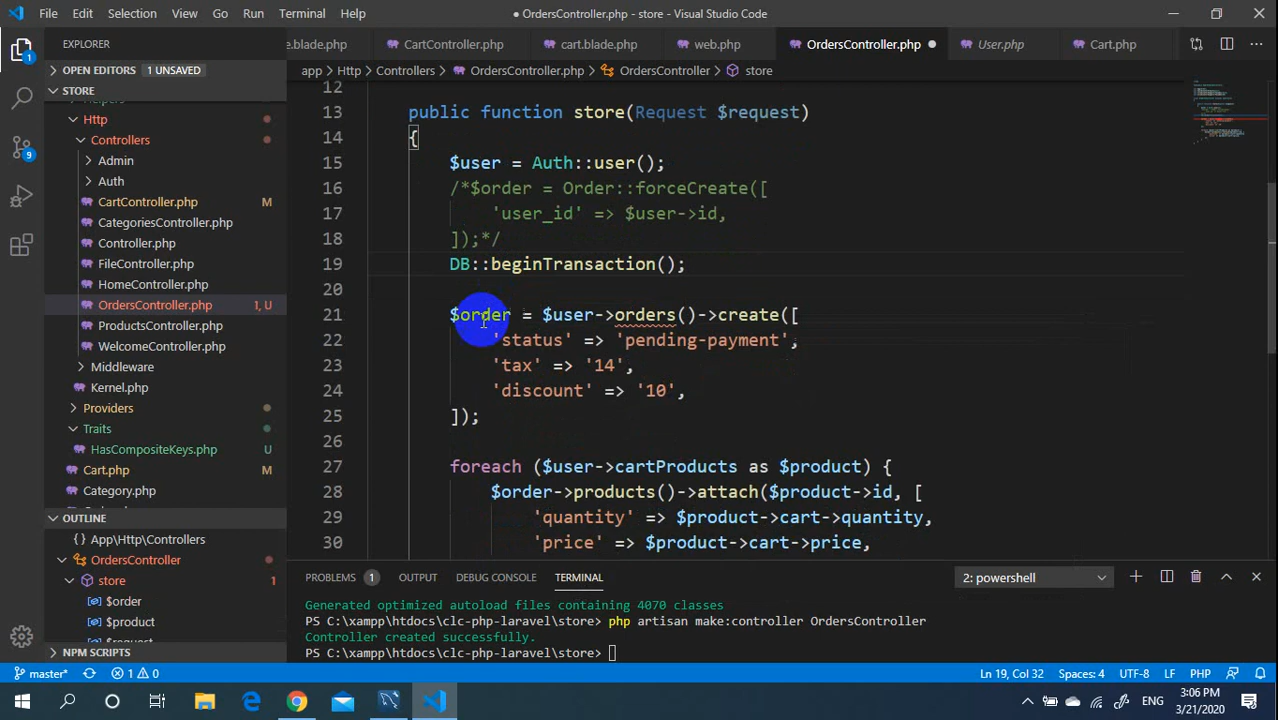 File Edit Selection View Go Run Terminal Help
● OrdersController.php - store - Visual Studio Code
EXPLORER
OPEN EDITORS 1 UNSAVED
STORE
Http
Controllers
Admin
Auth
CartController.php M
CategoriesController.php
Controller.php
FileController.php
HomeController.php
OrdersController.php 1, U
ProductsController.php
WelcomeController.php
Middleware
Kernel.php
Providers
Traits
HasCompositeKeys.php U
Cart.php M
Category.php
OUTLINE
App\Http\Controllers
OrdersController
store 1
$order
$product
NPM SCRIPTS
1
9
e.blade.php CartController.php cart.blade.php web.php OrdersController.php ● User.php Cart.php
app > Http > Controllers > OrdersController.php > OrdersController > store
12
13 public function store(Request $request)
14 {
15 $user = Auth::user();
16 /*$order = Order::forceCreate([
17 'user_id' => $user->id,
18 ]);*/
19 DB::beginTransaction();
20
21 $order = $user->orders()->create([
22 'status' => 'pending-payment',
23 'tax' => '14',
24 'discount' => '10',
25 ]);
26
27 foreach ($user->cartProducts as $product) {
28 $order->products()->attach($product->id, [
29 'quantity' => $product->cart->quantity,
30 'price' => $product->cart->price,
PROBLEMS 1 OUTPUT DEBUG CONSOLE TERMINAL 2: powershell
Generated optimized autoload files containing 4070 classes
PS C:\xampp\htdocs\clc-php-laravel\store> php artisan make:controller OrdersController
Controller created successfully.
PS C:\xampp\htdocs\clc-php-laravel\store>
master* 1 0 Ln 19, Col 32 Spaces: 4 UTF-8 LF PHP
ENG 3:06 PM
3/21/2020